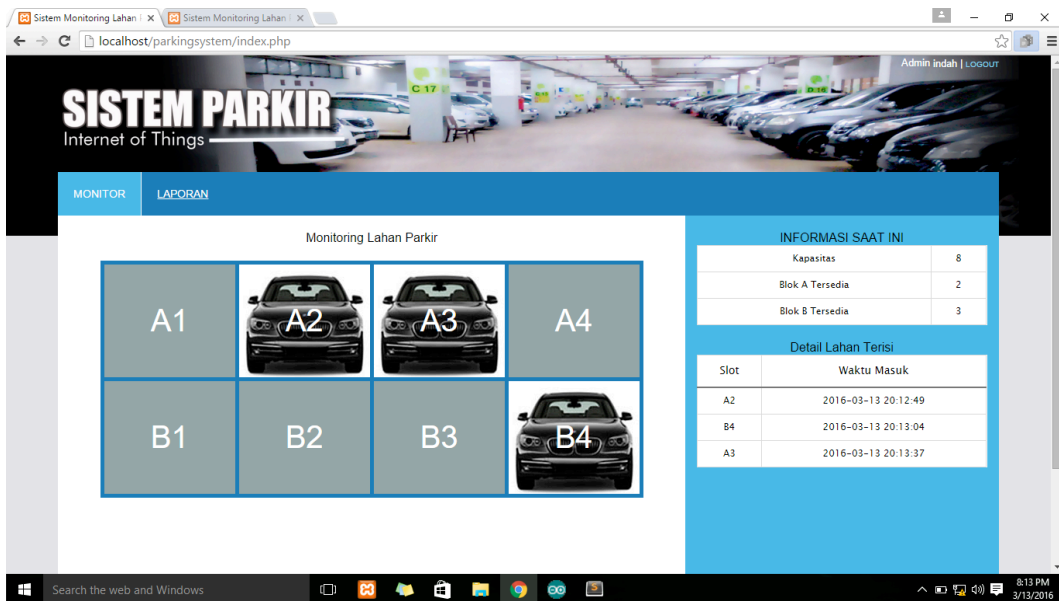 Sistem Monitoring Lahan
Sistem Monitoring Lahan
localhost/parkingsystem/index.php
Admin indah | LOGOUT
C 17
D 16
SISTEM PARKIR
Internet of Things
MONITOR LAPORAN
Monitoring Lahan Parkir
A1 A2 A3 A4
B1 B2 B3 B4
INFORMASI SAAT INI
Kapasitas 8
Blok A Tersedia 2
Blok B Tersedia 3
Detail Lahan Terisi
Slot Waktu Masuk
A2 2016-03-13 20:12:49
B4 2016-03-13 20:13:04
A3 2016-03-13 20:13:37
Search the web and Windows
8:13 PM
3/13/2016